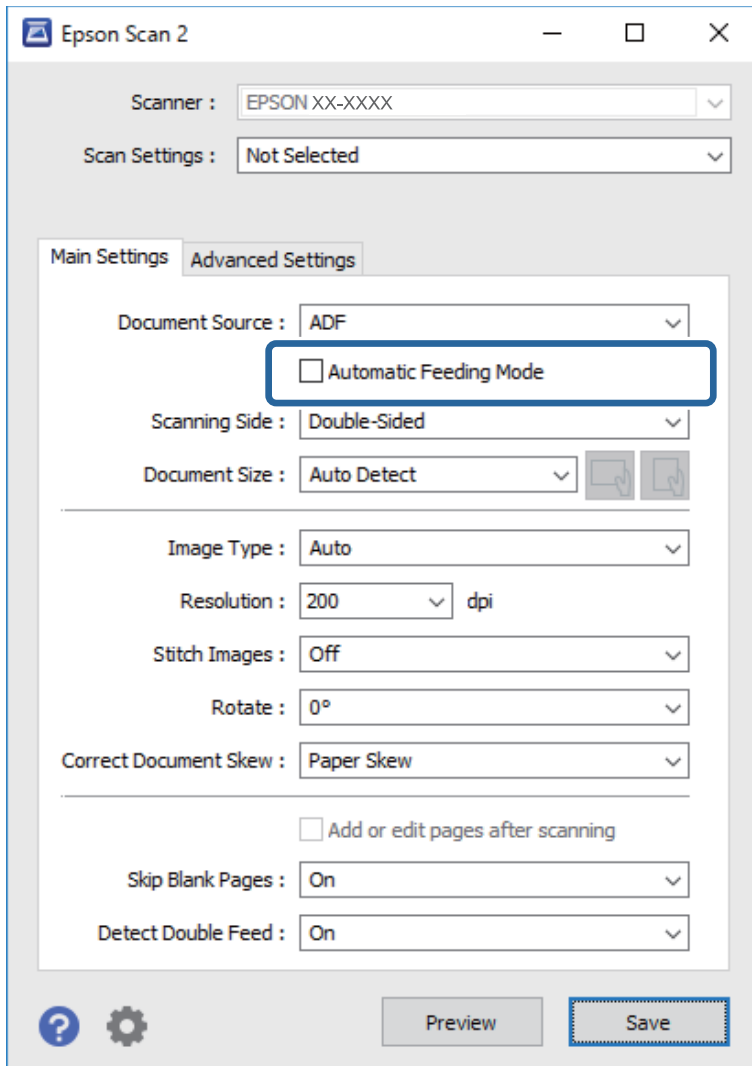 Epson Scan 2
Scanner : EPSON XX-XXXX
Scan Settings : Not Selected
Main Settings Advanced Settings
Document Source : ADF
Automatic Feeding Mode
Scanning Side : Double-Sided
Document Size : Auto Detect
Image Type : Auto
Resolution : 200 dpi
Stitch Images : Off
Rotate : 0°
Correct Document Skew : Paper Skew
Add or edit pages after scanning
Skip Blank Pages : On
Detect Double Feed : On
? Preview Save